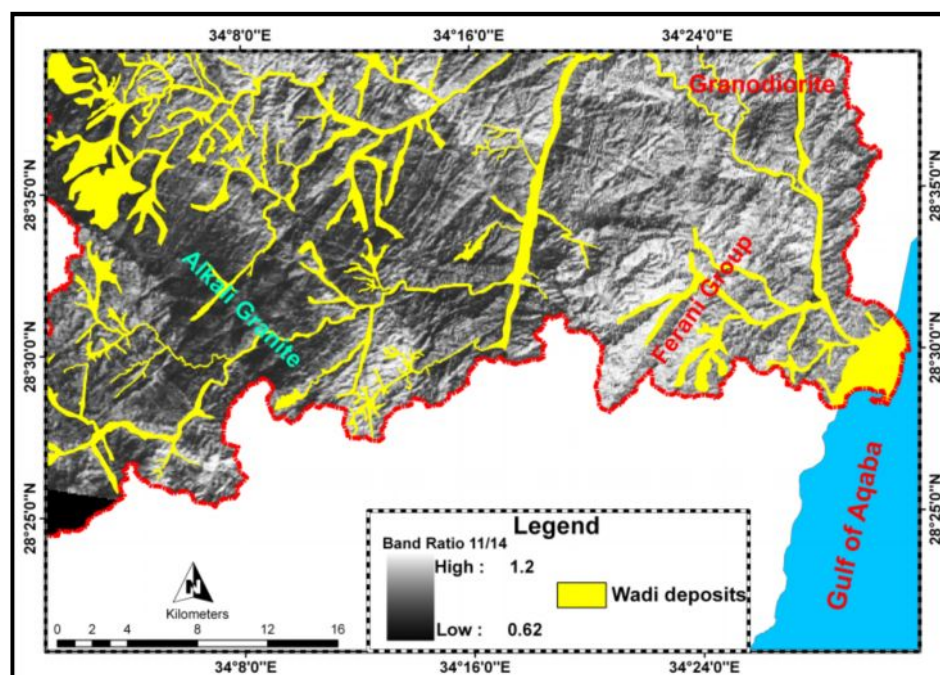 34°8'0"E 34°16'0"E 34°24'0"E
Granodiorite
28°35'0"N 28°35'0"N
Alkali Granite
Ferani Group
28°30'0"N 28°30'0"N
28°25'0"N 28°25'0"N
Gulf of Aqaba
Legend
Band Ratio 11/14
High : 1.2
Wadi deposits
Low : 0.62
N
Kilometers
0 2 4 8 12 16
34°8'0"E 34°16'0"E 34°24'0"E